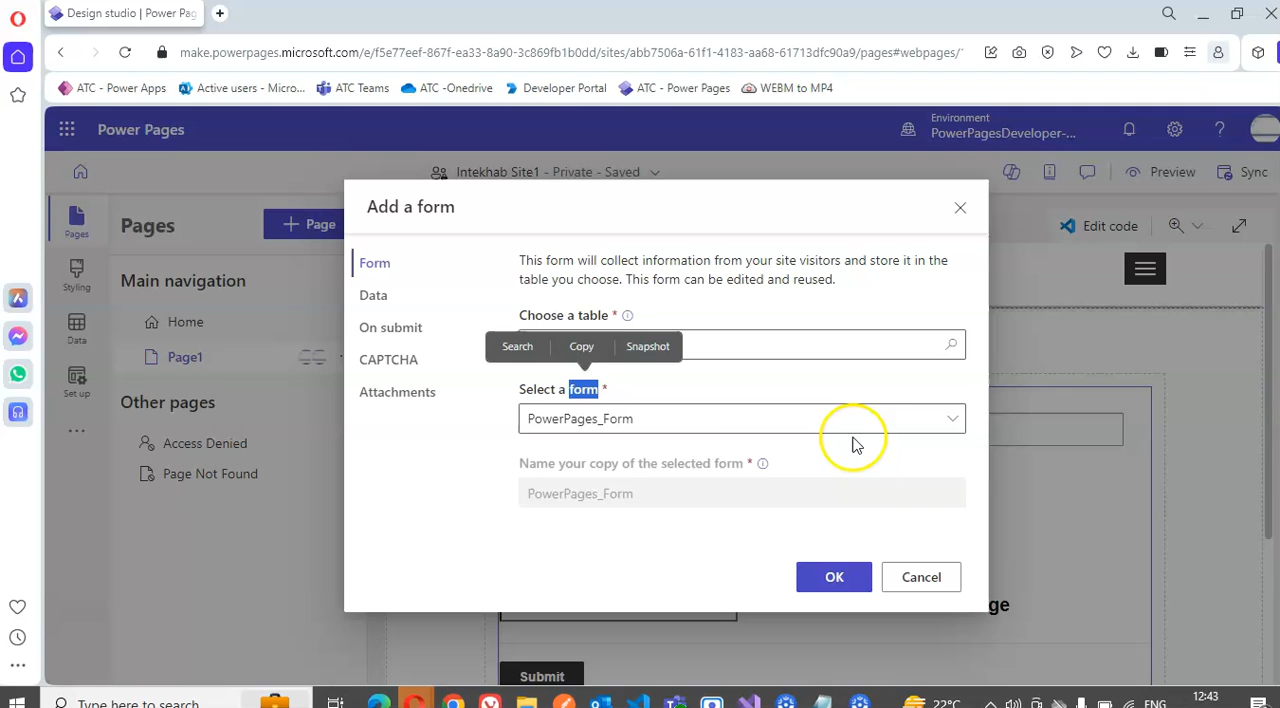 Design studio | Power Pag
make.powerpages.microsoft.com/e/f5e77eef-867f-ea33-8a90-3c869fb1b0dd/sites/abb7506a-61f1-4183-aa68-61713dfc90a9/pages#webpages/
ATC - Power Apps
Active users - Micro...
ATC Teams
ATC -Onedrive
Developer Portal
ATC - Power Pages
WEBM to MP4
Power Pages
Environment
PowerPagesDeveloper-...
Intekhab Site1 - Private - Saved
Preview
Sync
Pages
Styling
Data
Set up
Pages
Page
Main navigation
Home
Page1
Other pages
Access Denied
Page Not Found
Edit code
Add a form
Form
Data
On submit
CAPTCHA
Attachments
This form will collect information from your site visitors and store it in the
table you choose. This form can be edited and reused.
Choose a table *
Search
Copy
Snapshot
Select a form *
PowerPages_Form
Name your copy of the selected form *
PowerPages_Form
OK
Cancel
ge
Submit
Type here to search
22°C
ENG
12:43